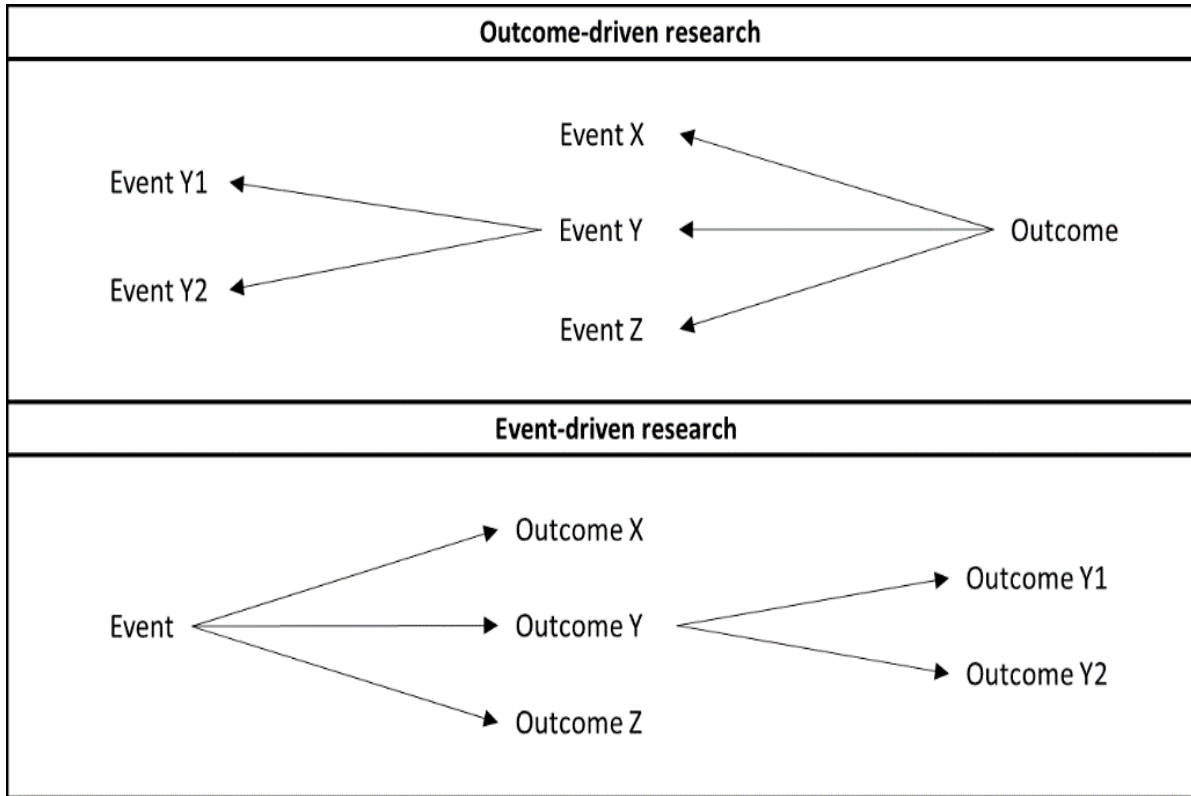 Outcome-driven research
Event X
Event Y1
Event Y
Outcome
Event Y2
Event Z
Event-driven research
Outcome X
Outcome Y1
Event
Outcome Y
Outcome Y2
Outcome Z